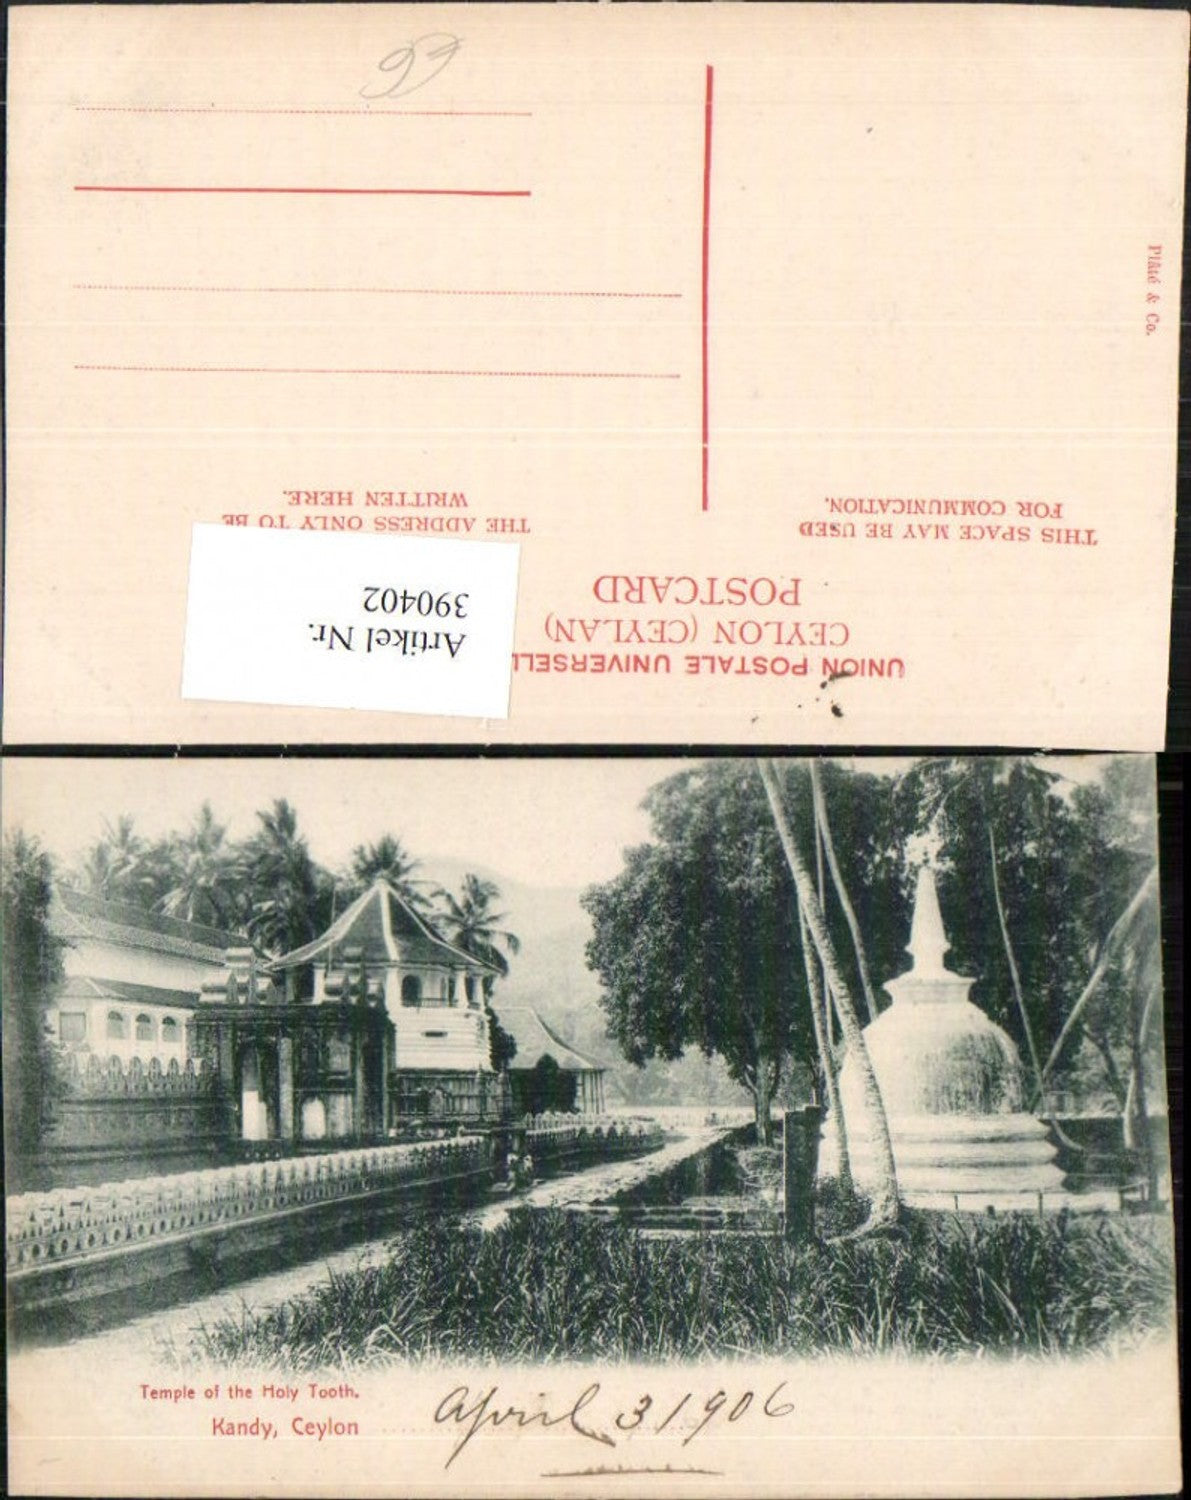 UNION POSTALE UNIVERSELL
CEYLON (CEYLAN)
POSTCARD
THIS SPACE MAY BE USED
FOR COMMUNICATION.
THE ADDRESS ONLY TO BE
WRITTEN HERE.
Plâté & Co.
Artikel Nr.
390402
Temple of the Holy Tooth.
Kandy, Ceylon
April 3 1906